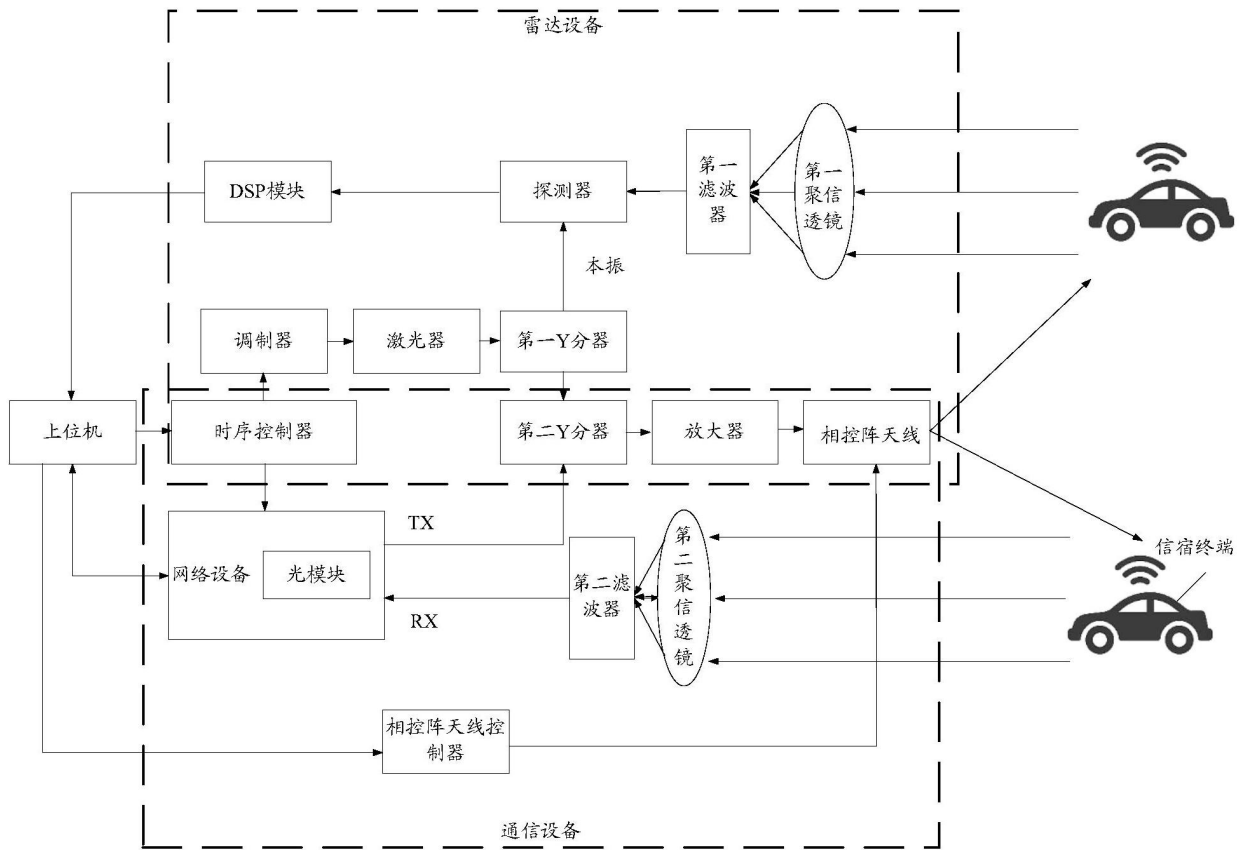 雷达设备
DSP模块
探测器
第一
滤波
器
第一
聚信
透镜
本振
调制器
激光器
第一Y分器
上位机
时序控制器
第二Y分器
放大器
相控阵天线
TX
网络设备
光模块
RX
第二滤
波器
第
二
聚
信
透
镜
信宿终端
相控阵天线控
制器
通信设备